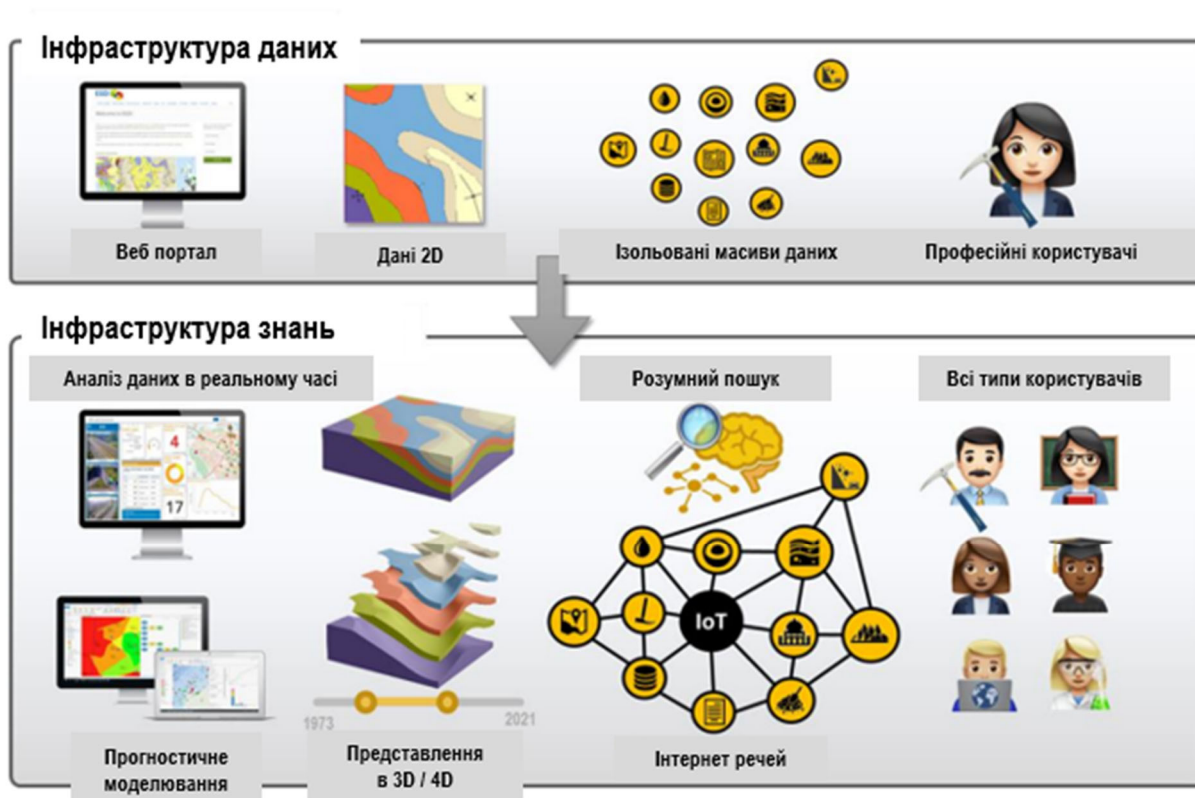 Інфраструктура даних
Веб портал
Дані 2D
Ізольовані масиви даних
Професійні користувачі
Інфраструктура знань
Аналіз даних в реальному часі
Розумний пошук
Всі типи користувачів
4
17
IoT
1973
2021
Прогностичне
моделювання
Представлення
в 3D / 4D
Інтернет речей